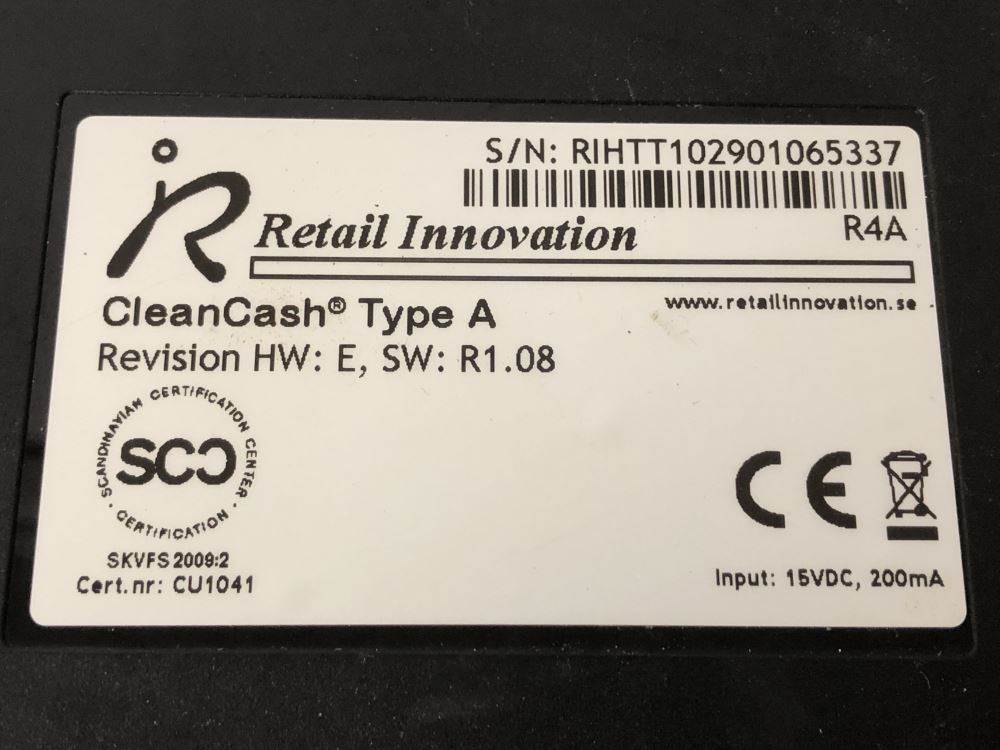 S/N: RIHTT102901065337
R4A
Retail Innovation
www.retailinnovation.se
CleanCash® Type A
Revision HW: E, SW: R1.08
· SCANDINAVIAN CERTIFICATION CENTER ·
SCC
CERTIFICATION
SKVFS 2009:2
Cert.nr: CU1041
CE
Input: 15VDC, 200mA